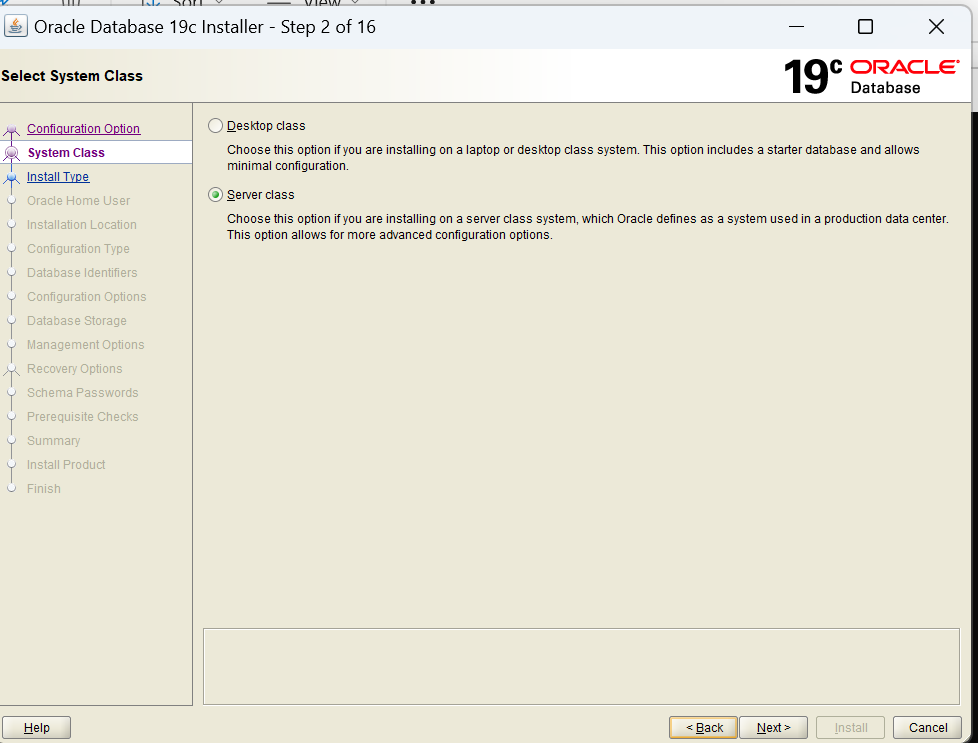 Sort
View
Oracle Database 19c Installer - Step 2 of 16
Select System Class
19c ORACLE
Database
Configuration Option
System Class
Install Type
Oracle Home User
Installation Location
Configuration Type
Database Identifiers
Configuration Options
Database Storage
Management Options
Recovery Options
Schema Passwords
Prerequisite Checks
Summary
Install Product
Finish
Desktop class
Choose this option if you are installing on a laptop or desktop class system. This option includes a starter database and allows
minimal configuration.
Server class
Choose this option if you are installing on a server class system, which Oracle defines as a system used in a production data center.
This option allows for more advanced configuration options.
Help
< Back
Next >
Install
Cancel